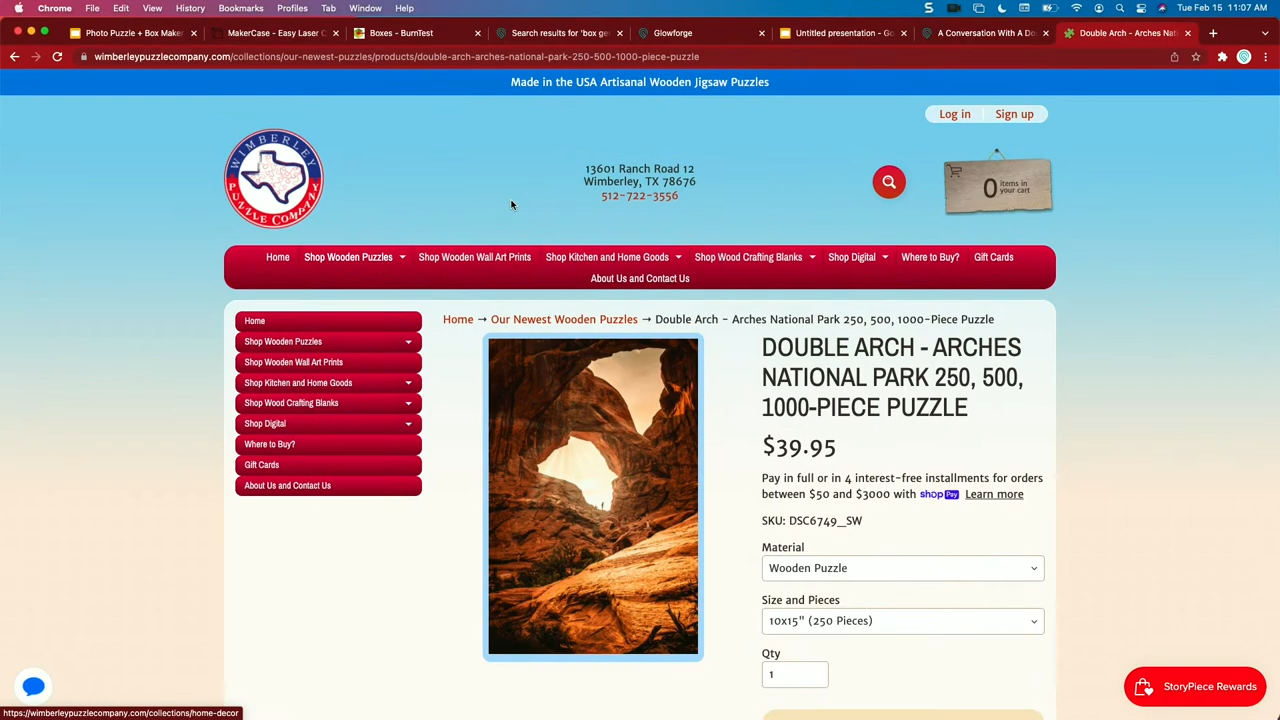 Chrome File Edit View History Bookmarks Profiles Tab Window Help Tue Feb 15 11:07 AM
Photo Puzzle + Box Maker
MakerCase - Easy Laser C
Boxes - BurnTest
Search results for 'box ge
Glowforge
Untitled presentation - Go
A Conversation With A Do
Double Arch - Arches Nati
wimberleypuzzlecompany.com/collections/our-newest-puzzles/products/double-arch-arches-national-park-250-500-1000-piece-puzzle
Made in the USA Artisanal Wooden Jigsaw Puzzles
Log in Sign up
WIMBERLEY
PUZZLE COMPANY
13601 Ranch Road 12
Wimberley, TX 78676
512-722-3556
0 items in your cart
Home Shop Wooden Puzzles Shop Wooden Wall Art Prints Shop Kitchen and Home Goods Shop Wood Crafting Blanks Shop Digital Where to Buy? Gift Cards
About Us and Contact Us
Home
Shop Wooden Puzzles
Shop Wooden Wall Art Prints
Shop Kitchen and Home Goods
Shop Wood Crafting Blanks
Shop Digital
Where to Buy?
Gift Cards
About Us and Contact Us
Home → Our Newest Wooden Puzzles → Double Arch - Arches National Park 250, 500, 1000-Piece Puzzle
DOUBLE ARCH - ARCHES
NATIONAL PARK 250, 500,
1000-PIECE PUZZLE
$39.95
Pay in full or in 4 interest-free installments for orders
between $50 and $3000 with shop Pay Learn more
SKU: DSC6749_SW
Material
Wooden Puzzle
Size and Pieces
10x15" (250 Pieces)
Qty
1
StoryPiece Rewards
https://wimberleypuzzlecompany.com/collections/home-decor